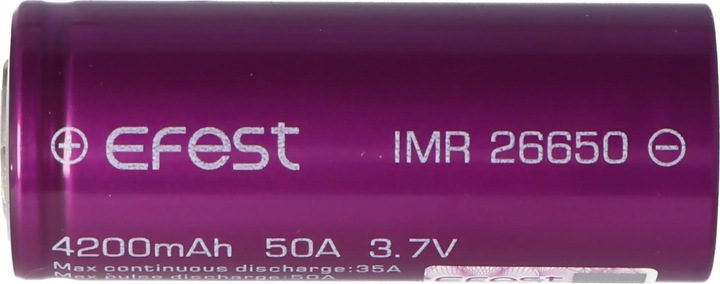 ⊕ EFEST IMR 26650 ⊖
4200mAh 50A 3.7V
Max continuous discharge:35A
Max pulse discharge:50A